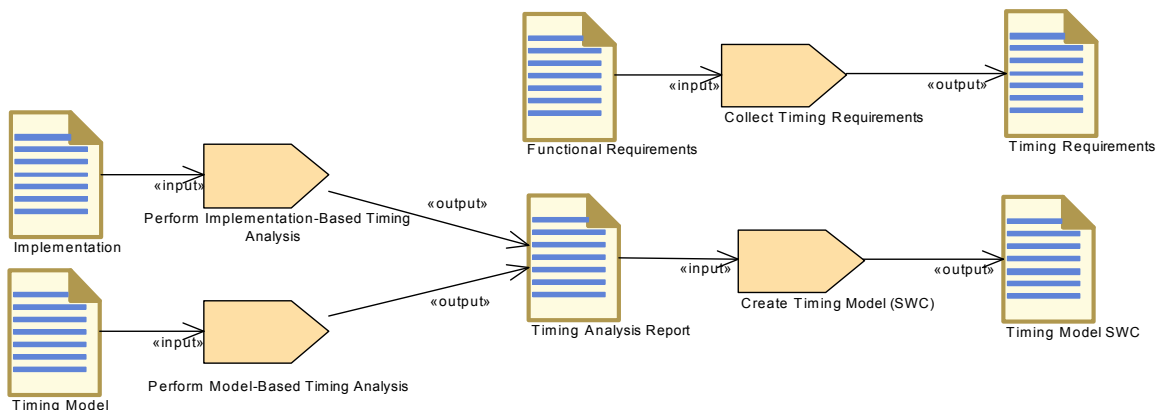 «input»
«output»
Collect Timing Requirements
Functional Requirements
Timing Requirements
«input»
«output»
Perform Implementation-Based Timing
Analysis
Implementation
«input»
«output»
Create Timing Model (SWC)
«output»
Timing Analysis Report
Timing Model SWC
«input»
Perform Model-Based Timing Analysis
Timing Model